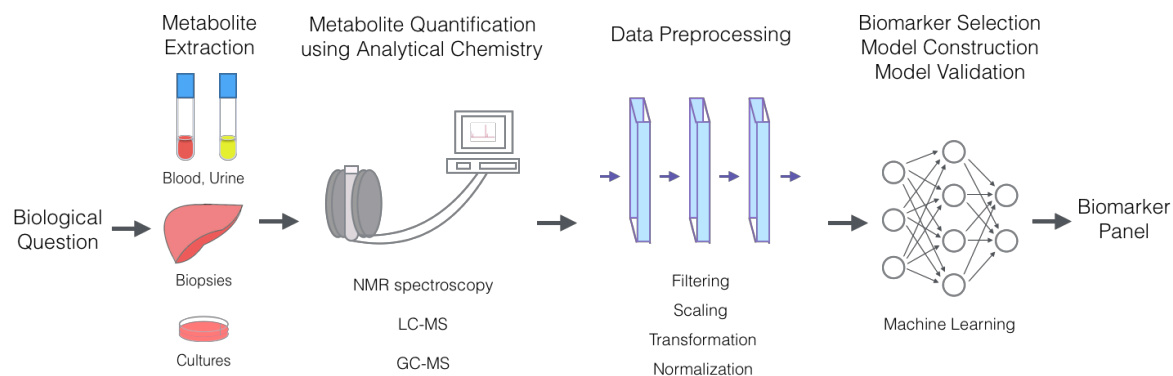 Metabolite
Extraction
Metabolite Quantification
using Analytical Chemistry
Data Preprocessing
Biomarker Selection
Model Construction
Model Validation
Blood, Urine
Biological
Question
Biopsies
Cultures
NMR spectroscopy
LC-MS
GC-MS
Filtering
Scaling
Transformation
Normalization
Machine Learning
Biomarker
Panel